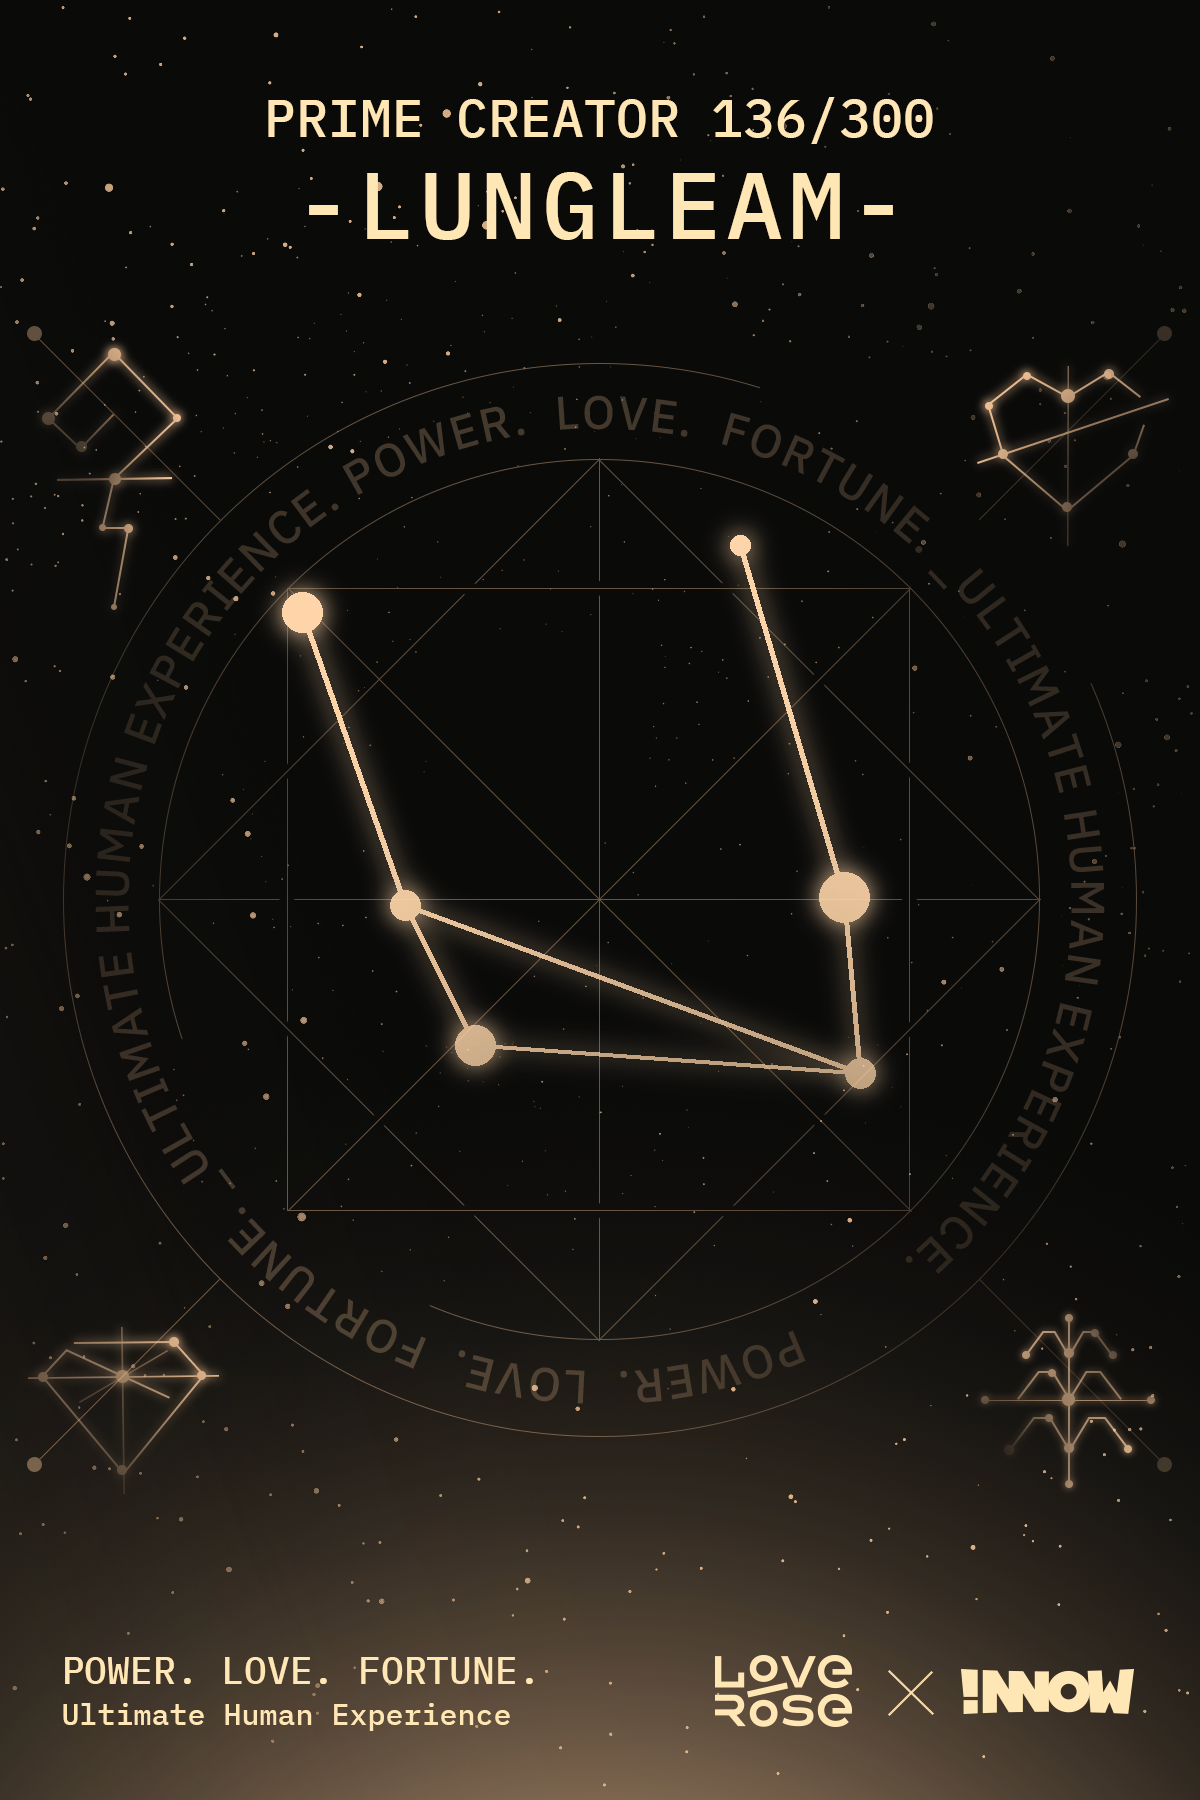 PRIME CREATOR 136/300
-LUNGLEAM-
POWER. LOVE. FORTUNE. – ULTIMATE HUMAN EXPERIENCE.
POWER. LOVE. FORTUNE. – ULTIMATE HUMAN EXPERIENCE.
POWER. LOVE. FORTUNE.
Ultimate Human Experience
LOVE
ROSE
!NNOW